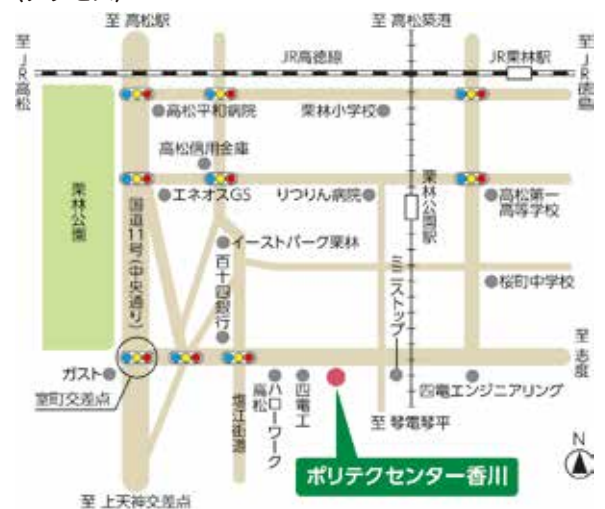 至 高松駅
至 高松築港
至JR高松
JR高徳線
JR栗林駅
至JR徳島
高松平和病院
栗林小学校
高松信用金庫
栗林公園
国道11号(中央通り)
エネオスGS
りつりん病院
栗林公園駅
高松第一
高等学校
イーストパーク栗林
百十四銀行
ミニストップ
桜町中学校
至 志度
ガスト
室町交差点
塩江街道
ハローワーク
高松
四電工
四電エンジニアリング
至 琴電琴平
ポリテクセンター香川
N
至 上天神交差点